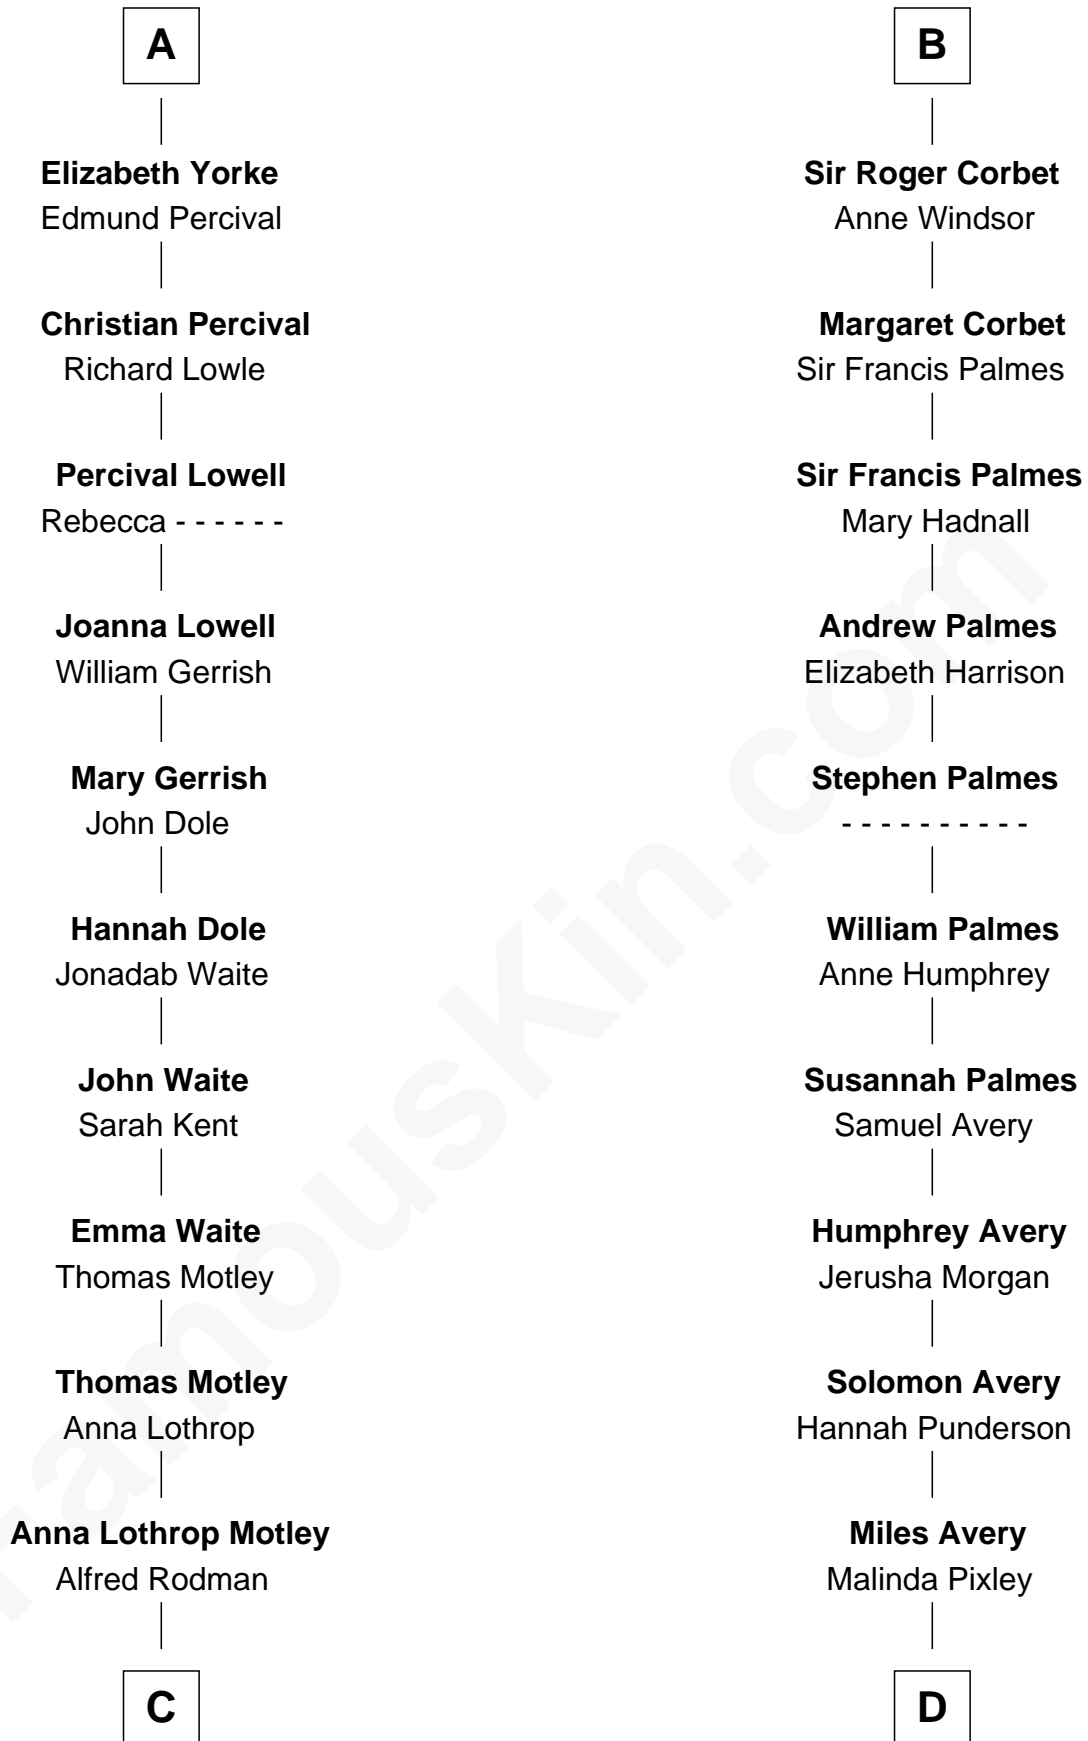 A
Elizabeth Yorke
Edmund Percival
Christian Percival
Richard Lowle
Percival Lowell
Rebecca - - - - - -
Joanna Lowell
William Gerrish
Mary Gerrish
John Dole
Hannah Dole
Jonadab Waite
John Waite
Sarah Kent
Emma Waite
Thomas Motley
Thomas Motley
Anna Lothrop
Anna Lothrop Motley
Alfred Rodman
C
B
Sir Roger Corbet
Anne Windsor
Margaret Corbet
Sir Francis Palmes
Sir Francis Palmes
Mary Hadnall
Andrew Palmes
Elizabeth Harrison
Stephen Palmes
- - - - - - - - - -
William Palmes
Anne Humphrey
Susannah Palmes
Samuel Avery
Humphrey Avery
Jerusha Morgan
Solomon Avery
Hannah Punderson
Miles Avery
Malinda Pixley
D
FamousKin.com